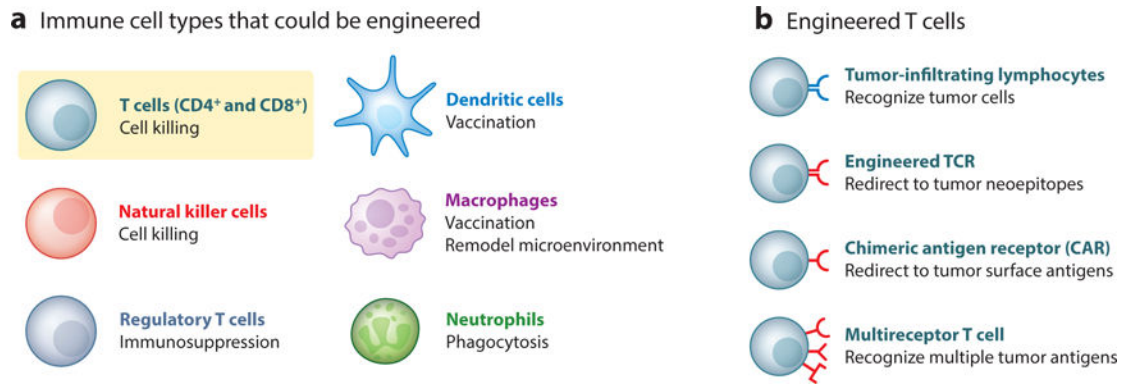 a Immune cell types that could be engineered
T cells (CD4⁺ and CD8⁺)
Cell killing
Dendritic cells
Vaccination
Natural killer cells
Cell killing
Macrophages
Vaccination
Remodel microenvironment
Regulatory T cells
Immunosuppression
Neutrophils
Phagocytosis
b Engineered T cells
Tumor-infiltrating lymphocytes
Recognize tumor cells
Engineered TCR
Redirect to tumor neoepitopes
Chimeric antigen receptor (CAR)
Redirect to tumor surface antigens
Multireceptor T cell
Recognize multiple tumor antigens